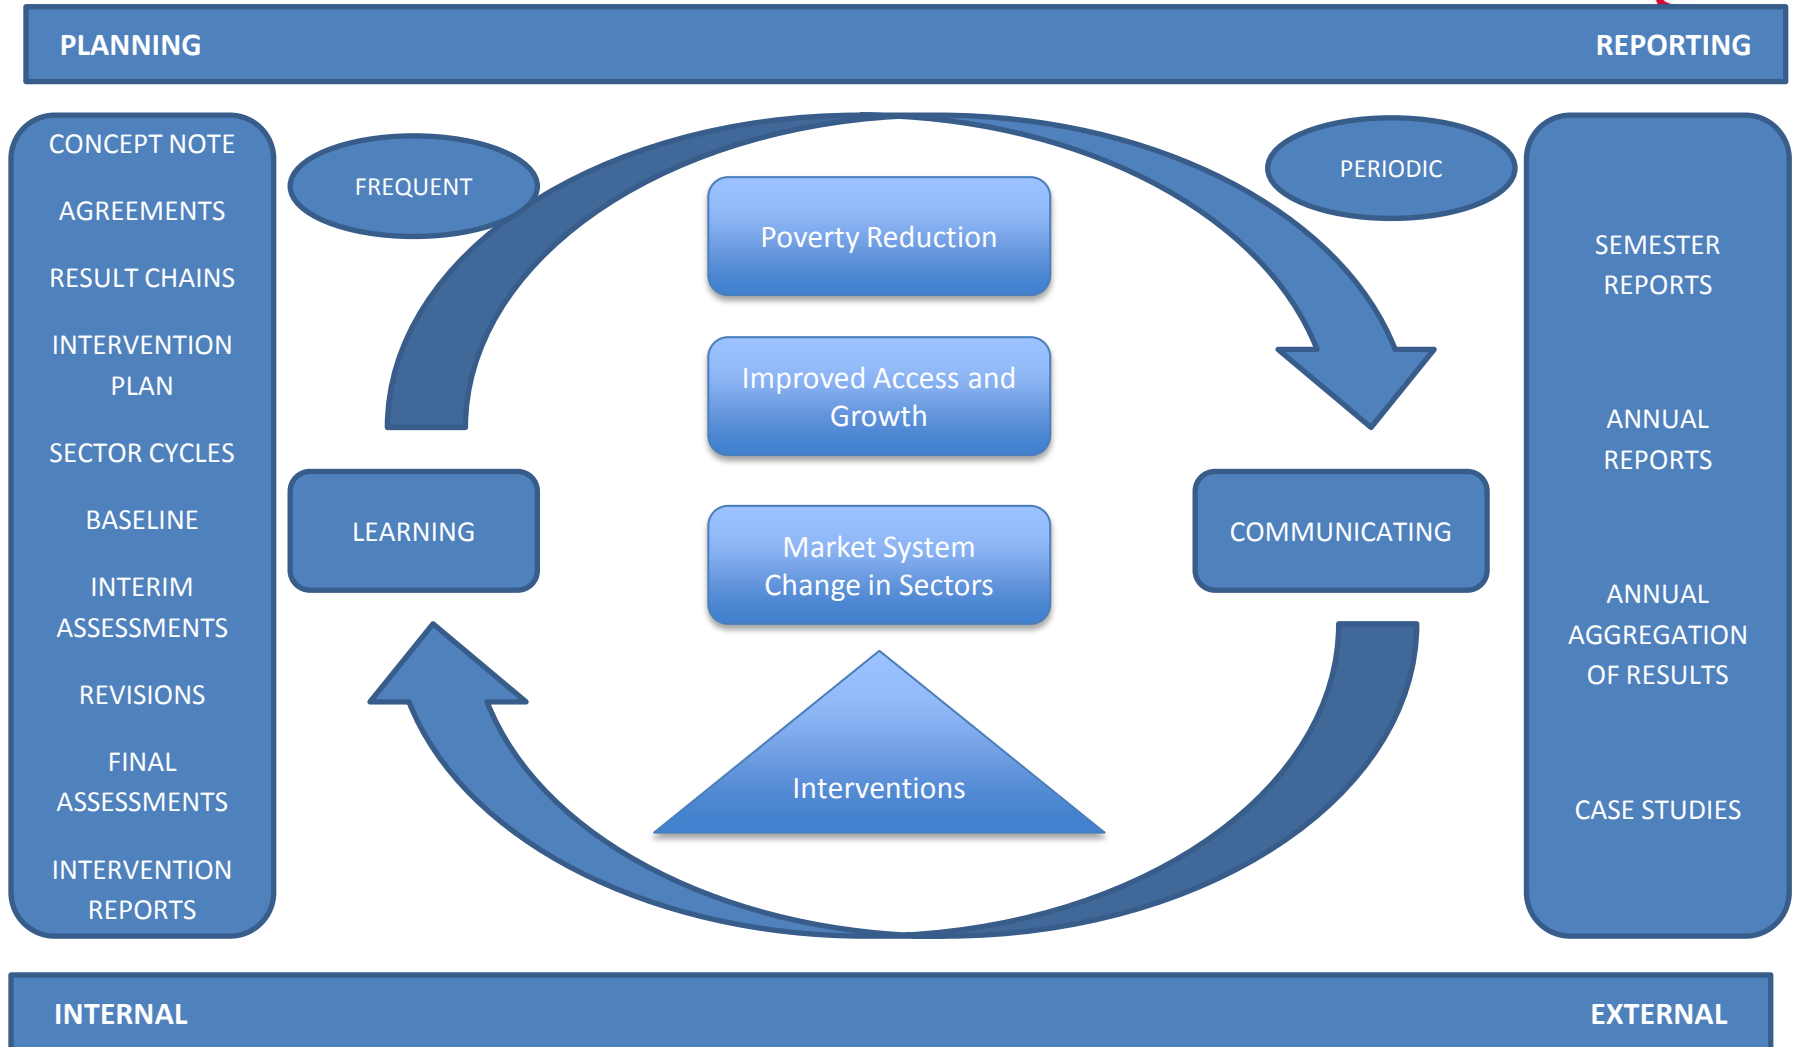 PLANNING
REPORTING
CONCEPT NOTE
AGREEMENTS
RESULT CHAINS
INTERVENTION
PLAN
SECTOR CYCLES
BASELINE
INTERIM
ASSESSMENTS
REVISIONS
FINAL
ASSESSMENTS
INTERVENTION
REPORTS
FREQUENT
LEARNING
Poverty Reduction
Improved Access and
Growth
Market System
Change in Sectors
Interventions
PERIODIC
COMMUNICATING
SEMESTER
REPORTS
ANNUAL
REPORTS
ANNUAL
AGGREGATION
OF RESULTS
CASE STUDIES
INTERNAL
EXTERNAL